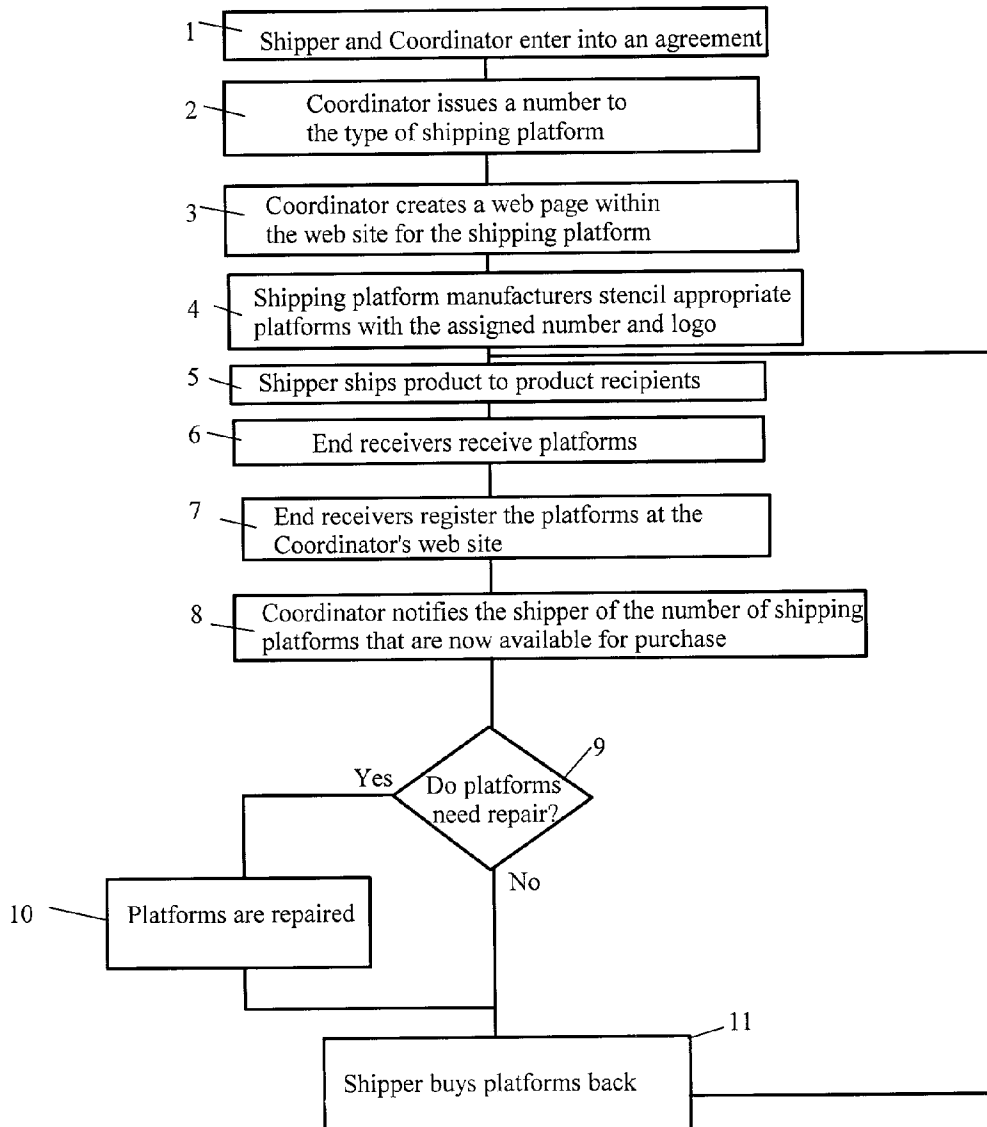 1
Shipper and Coordinator enter into an agreement
2
Coordinator issues a number to
the type of shipping platform
3
Coordinator creates a web page within
the web site for the shipping platform
4
Shipping platform manufacturers stencil appropriate
platforms with the assigned number and logo
5
Shipper ships product to product recipients
6
End receivers receive platforms
7
End receivers register the platforms at the
Coordinator's web site
8
Coordinator notifies the shipper of the number of shipping
platforms that are now available for purchase
9
Yes
Do platforms
need repair?
No
10
Platforms are repaired
11
Shipper buys platforms back